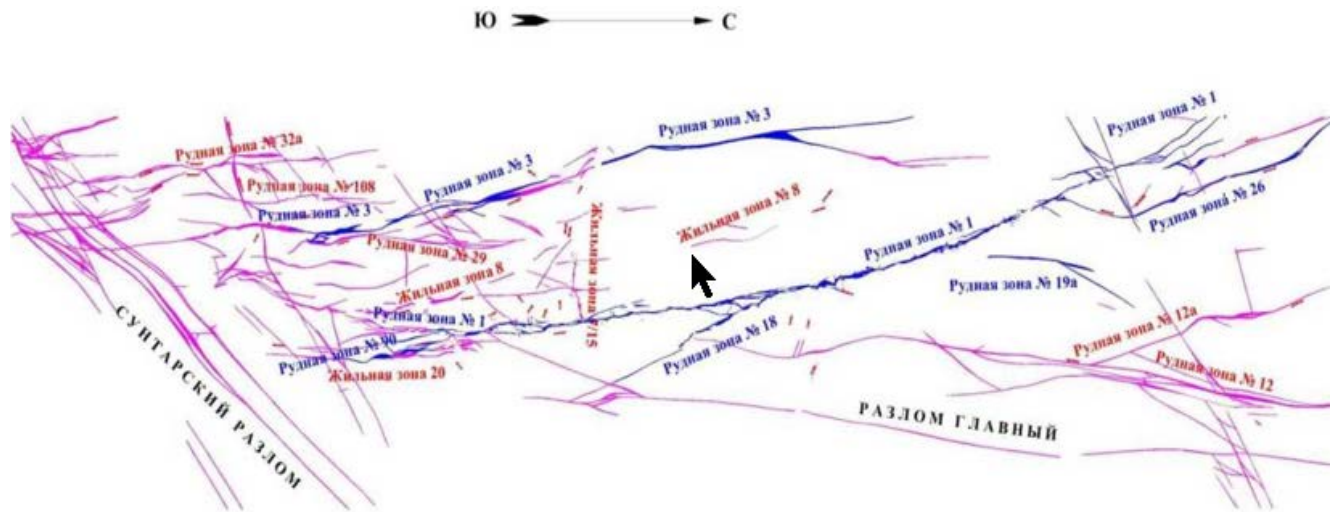 Ю С
Рудная зона № 1
Рудная зона № 3
Рудная зона № 32а
Рудная зона № 3
Рудная зона № 108
Рудная зона № 26
Рудная зона № 3
Жильная зона № 8
Рудная зона № 1
Рудная зона № 29
Жильная зона 7/15
Жильная зона 8
Рудная зона № 19а
Рудная зона № 1
Рудная зона № 12а
Рудная зона № 18
Рудная зона № 90
Жильная зона 20
Рудная зона № 12
СУНТАРСКИЙ РАЗЛОМ
РАЗЛОМ ГЛАВНЫЙ